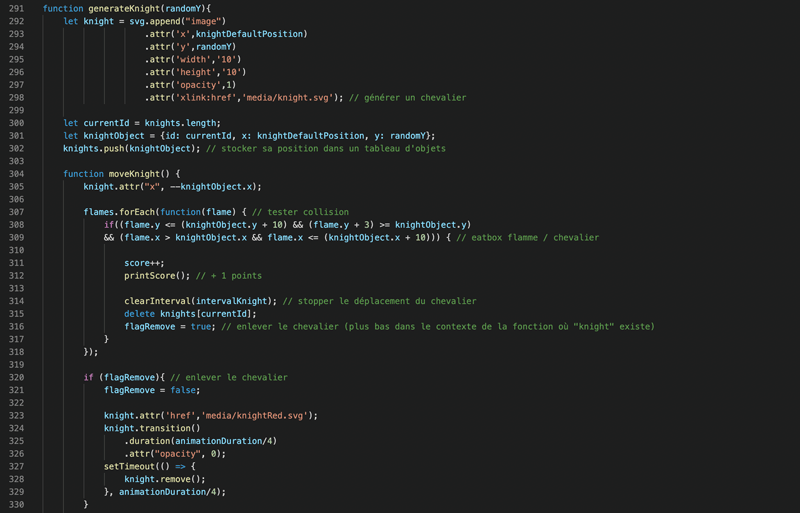 291 function generateKnight(randomY){
292 let knight = svg.append("image")
293 .attr('x',knightDefaultPosition)
294 .attr('y',randomY)
295 .attr('width','10')
296 .attr('height','10')
297 .attr('opacity',1)
298 .attr('xlink:href','media/knight.svg'); // générer un chevalier
299
300 let currentId = knights.length;
301 let knightObject = {id: currentId, x: knightDefaultPosition, y: randomY};
302 knights.push(knightObject); // stocker sa position dans un tableau d'objets
303
304 function moveKnight() {
305 knight.attr("x", --knightObject.x);
306
307 flames.forEach(function(flame) { // tester collision
308 if((flame.y <= (knightObject.y + 10) && (flame.y + 3) >= knightObject.y)
309 && (flame.x > knightObject.x && flame.x <= (knightObject.x + 10))) { // eatbox flamme / chevalier
310
311 score++;
312 printScore(); // + 1 points
313
314 clearInterval(intervalKnight); // stopper le déplacement du chevalier
315 delete knights[currentId];
316 flagRemove = true; // enlever le chevalier (plus bas dans le contexte de la fonction où "knight" existe)
317 }
318 });
319
320 if (flagRemove){ // enlever le chevalier
321 flagRemove = false;
322
323 knight.attr('href','media/knightRed.svg');
324 knight.transition()
325 .duration(animationDuration/4)
326 .attr("opacity", 0);
327 setTimeout(() => {
328 knight.remove();
329 }, animationDuration/4);
330 }